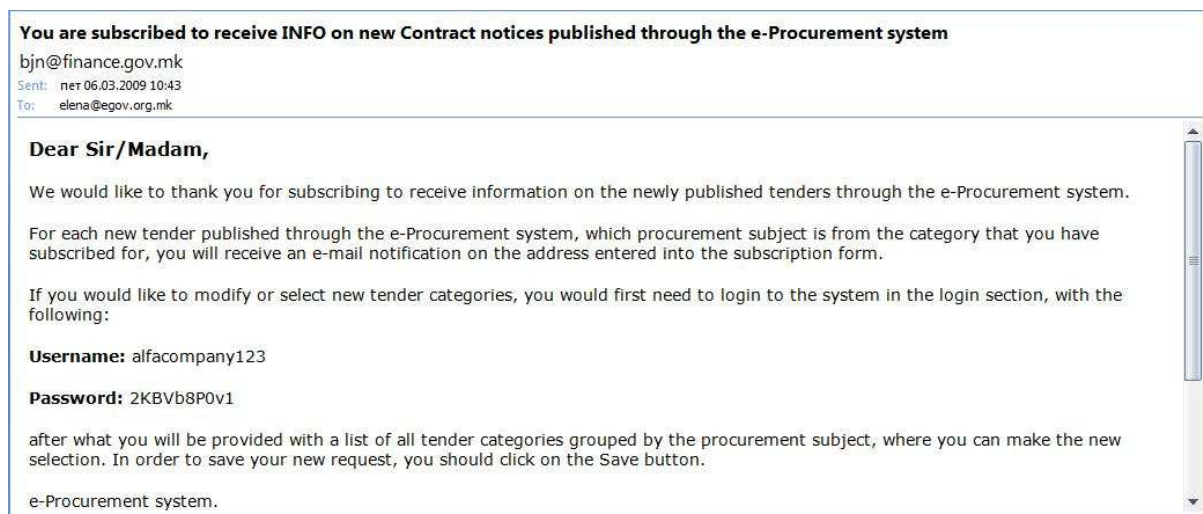 You are subscribed to receive INFO on new Contract notices published through the e-Procurement system
bjn@finance.gov.mk
Sent: пет 06.03.2009 10:43
To: elena@egov.org.mk
Dear Sir/Madam,
We would like to thank you for subscribing to receive information on the newly published tenders through the e-Procurement system.
For each new tender published through the e-Procurement system, which procurement subject is from the category that you have
subscribed for, you will receive an e-mail notification on the address entered into the subscription form.
If you would like to modify or select new tender categories, you would first need to login to the system in the login section, with the
following:
Username: alfacompany123
Password: 2KBVb8P0v1
after what you will be provided with a list of all tender categories grouped by the procurement subject, where you can make the new
selection. In order to save your new request, you should click on the Save button.
e-Procurement system.